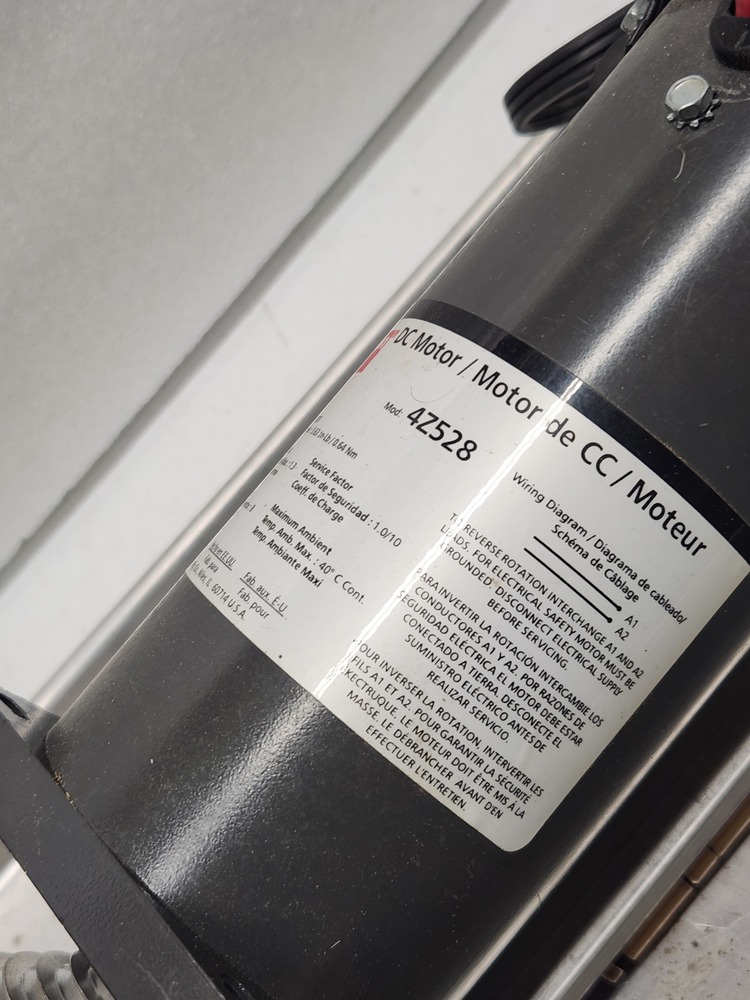 DC Motor / Motor de CC / Moteur
Mod: 4Z528
0.64 Nm
Service Factor
Factor de Seguridad : 1.0/10
Coeff. de Charge
Maximum Ambient
Temp. Amb. Max. : 40° C Cont.
Temp. Ambiante Maxi
Fab. aux. É-U.
Fab. pour
IL 60714 U.S.A.
Wiring Diagram / Diagrama de cableado/
Schéma de Câblage
A1
A2
TO REVERSE ROTATION INTERCHANGE A1 AND A2
LEADS, FOR ELECTRICAL SAFETY MOTOR MUST BE
GROUNDED. DISCONNECT ELECTRICAL SUPPLY
BEFORE SERVICING.
PARA INVERTIR LA ROTACIÓN INTERCAMBIE LOS
CONDUCTORES A1 Y A2, POR RAZONES DE
SEGURIDAD ELÉCTRICA EL MOTOR DEBE ESTAR
CONECTADO A TIERRA. DESCONECTE EL
SUMINISTRO ELÉCTRICO ANTES DE
REALIZAR SERVICIO.
POUR INVERSER LA ROTATION, INTERVERTIR LES
FILS A1 ET A2, POUR GARANTIR LA SÉCURITÉ
LE MOTEUR DOIT ÊTRE MIS À LA
MASSE. LE DÉBRANCHER AVANT D'EN
EFFECTUER L'ENTRETIEN.